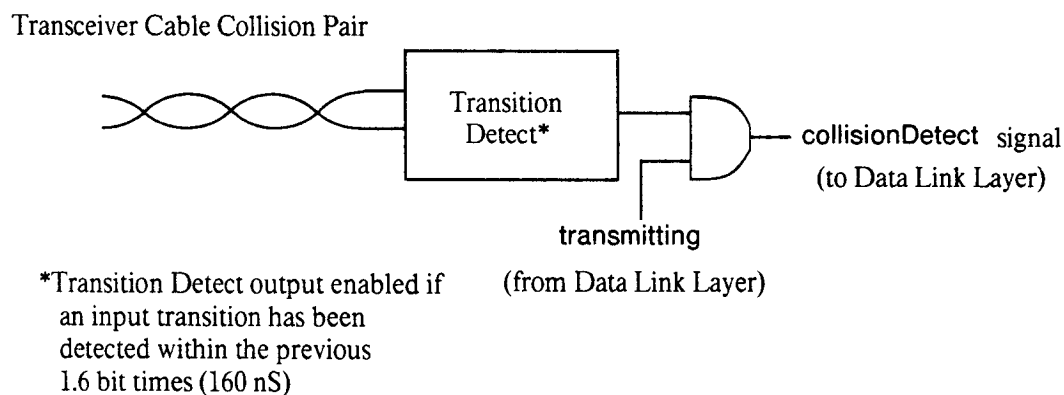 Transceiver Cable Collision Pair
Transition
Detect*
collisionDetect signal
(to Data Link Layer)
transmitting
(from Data Link Layer)
*Transition Detect output enabled if
an input transition has been
detected within the previous
1.6 bit times (160 nS)